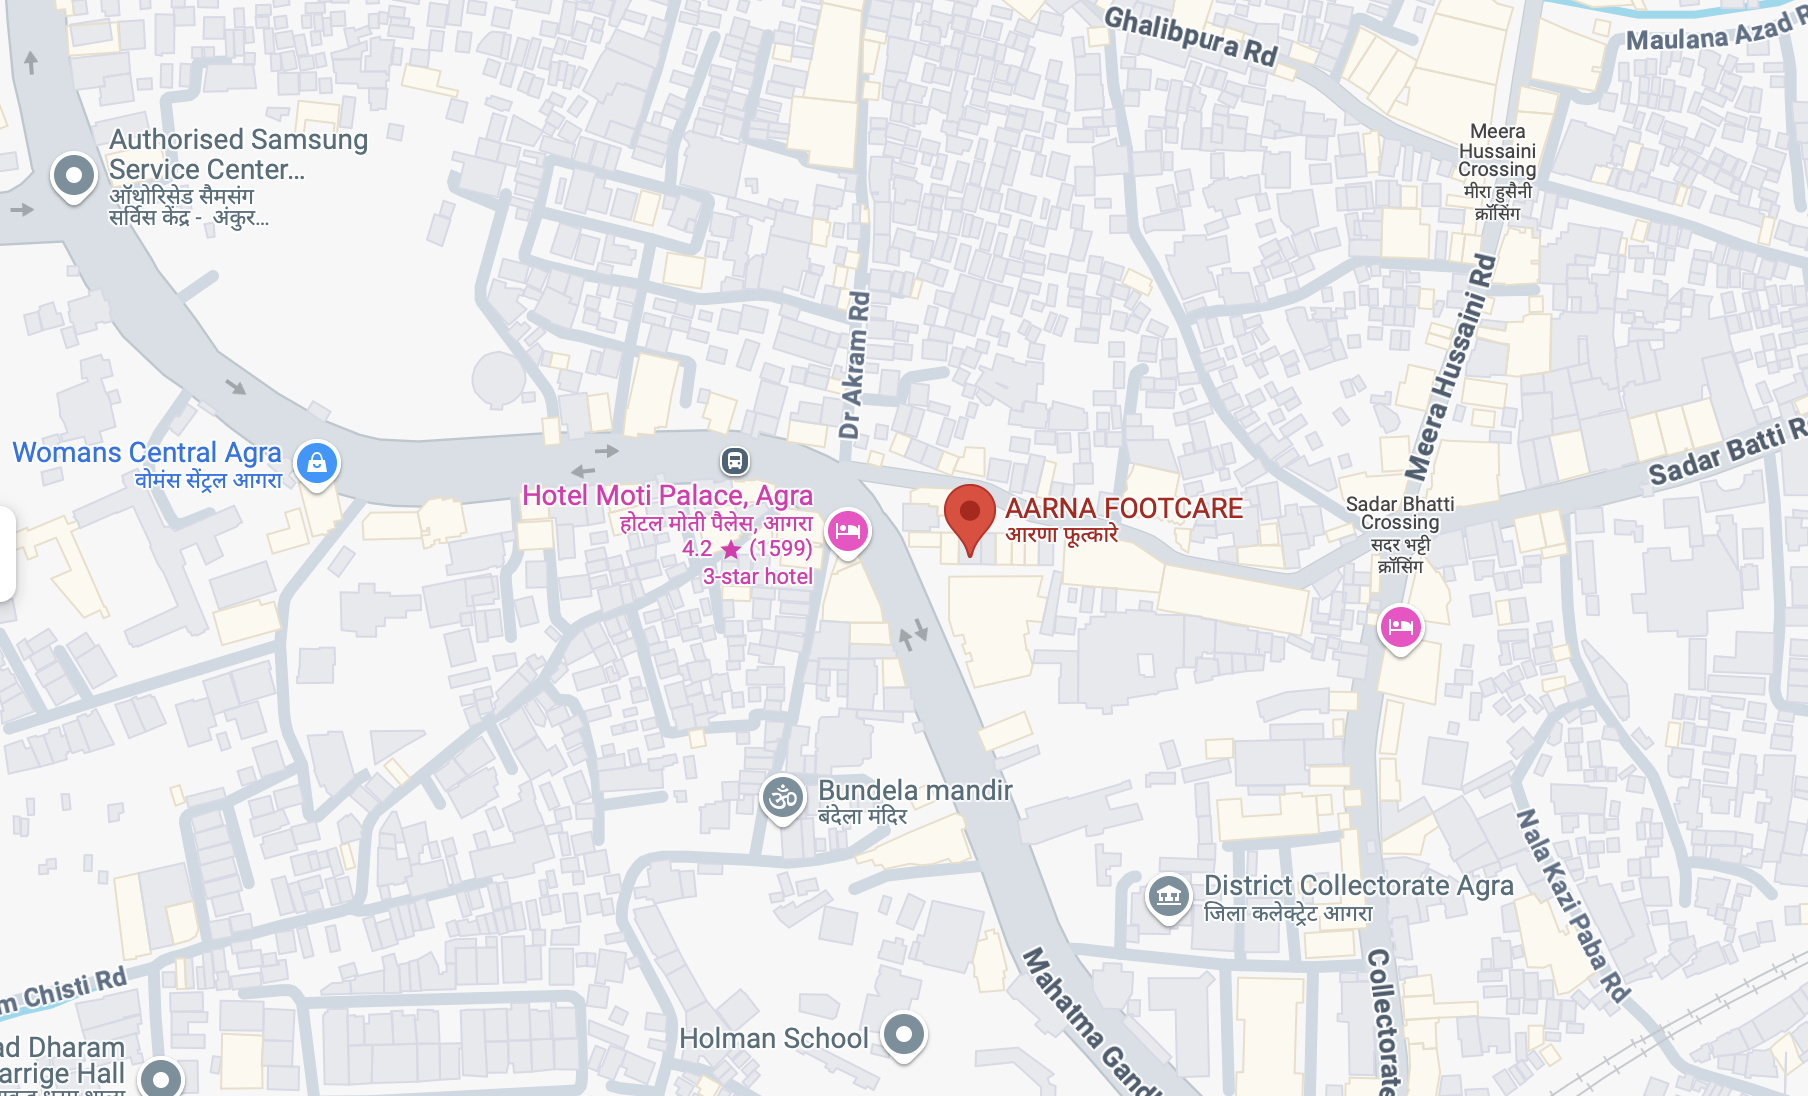 Ghalibpura Rd
Maulana Azad R
Authorised Samsung
Service Center...
ऑथोरिसेड सैमसंग
सर्विस केंद्र - अंकुर...
Meera
Hussaini
Crossing
मीरा हुसैनी
क्रॉसिंग
Meera Hussaini Rd
Dr Akram Rd
Womans Central Agra
वोमंस सेंट्रल आगरा
Sadar Batti R
Hotel Moti Palace, Agra
होटल मोती पैलेस, आगरा
4.2 ★ (1599)
3-star hotel
AARNA FOOTCARE
आरणा फूत्कारे
Sadar Bhatti
Crossing
सदर भट्टी
क्रॉसिंग
Bundela mandir
बंदेला मंदिर
District Collectorate Agra
जिला कलेक्ट्रेट आगरा
Nala Kazi Paba Rd
m Chisti Rd
Mahatma Gandh
Collectorate
Holman School
ad Dharam
arrige Hall